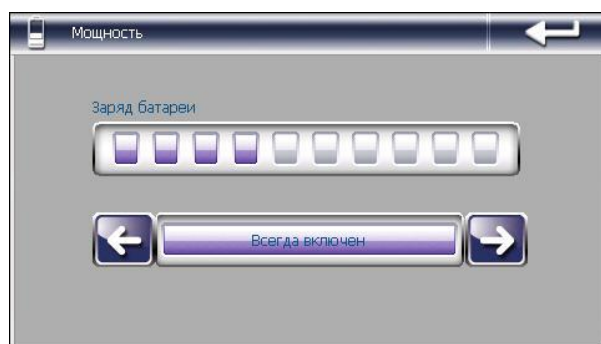 Мощность
Заряд батареи
Всегда включен